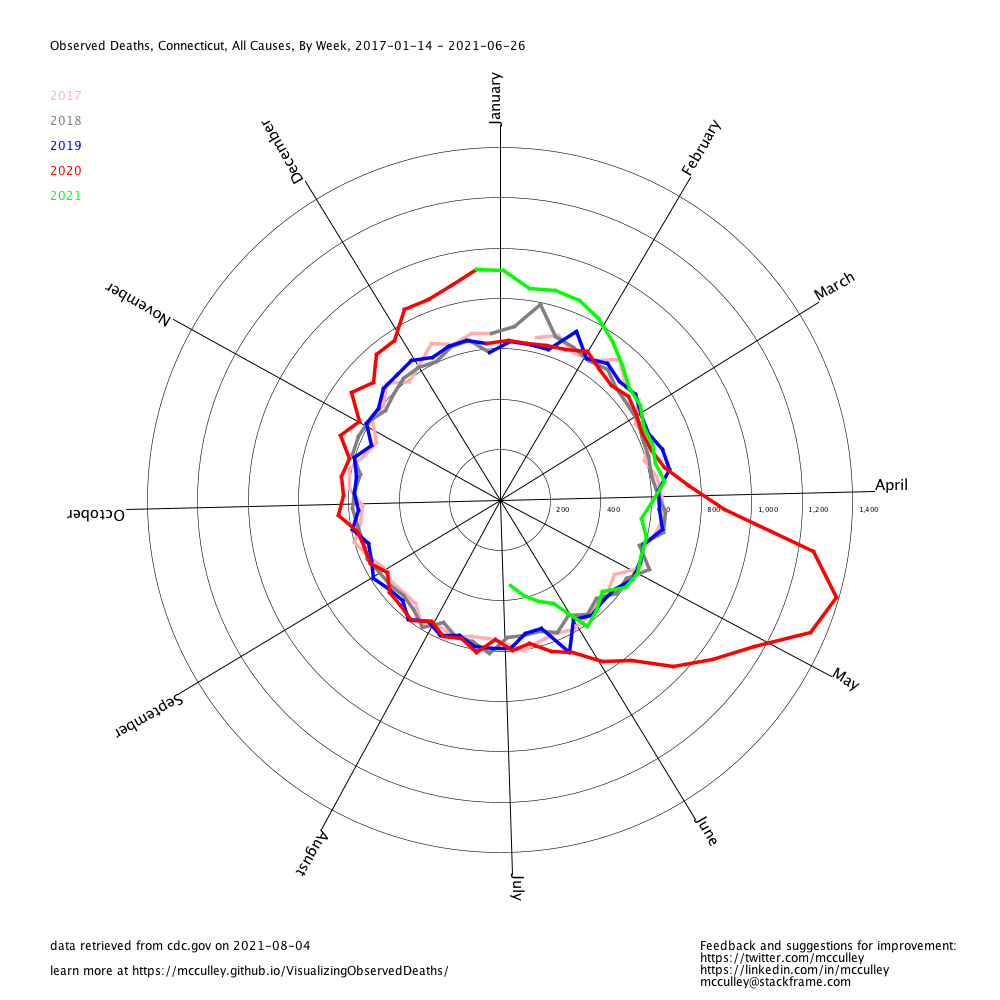 Observed Deaths, Connecticut, All Causes, By Week, 2017-01-14 - 2021-06-26
2017
2018
2019
2020
2021
January
February
March
April
May
June
July
August
September
October
November
December
200
400
600
800
1,000
1,200
1,400
data retrieved from cdc.gov on 2021-08-04
learn more at https://mcculley.github.io/VisualizingObservedDeaths/
Feedback and suggestions for improvement:
https://twitter.com/mcculley
https://linkedin.com/in/mcculley
mcculley@stackframe.com